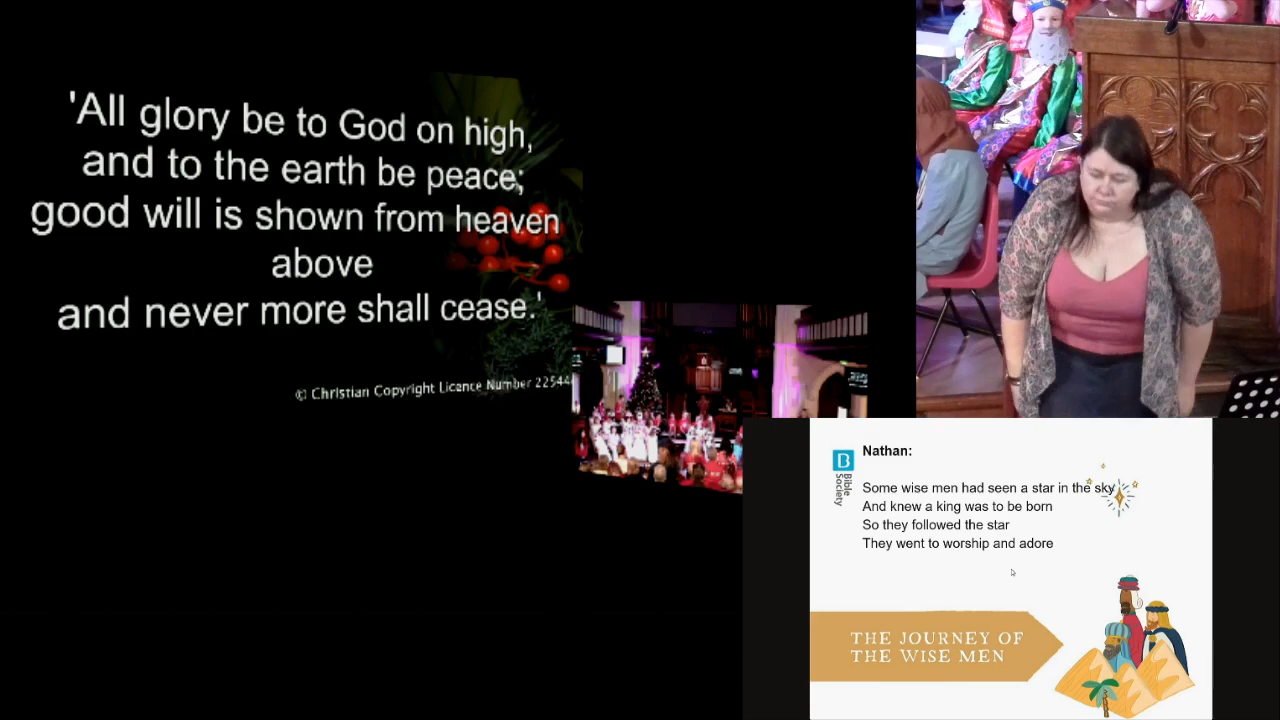 'All glory be to God on high,
and to the earth be peace;
good will is shown from heaven
above
and never more shall cease.'
© Christian Copyright Licence Number 22544
B
Bible
Society
Nathan:
Some wise men had seen a star in the sky
And knew a king was to be born
So they followed the star
They went to worship and adore
THE JOURNEY OF
THE WISE MEN